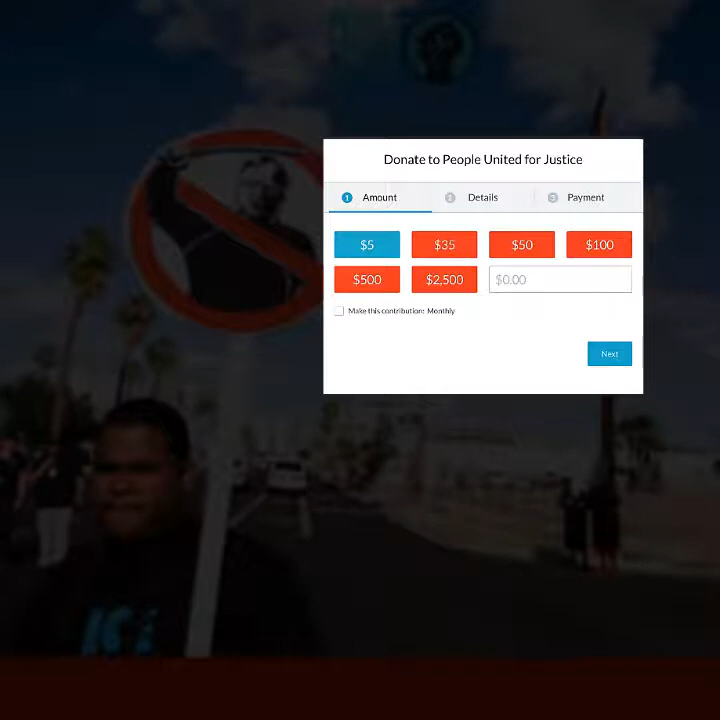 Donate to People United for Justice
1 Amount 2 Details 3 Payment
$5 $35 $50 $100
$500 $2,500 $0.00
Make this contribution: Monthly
Next